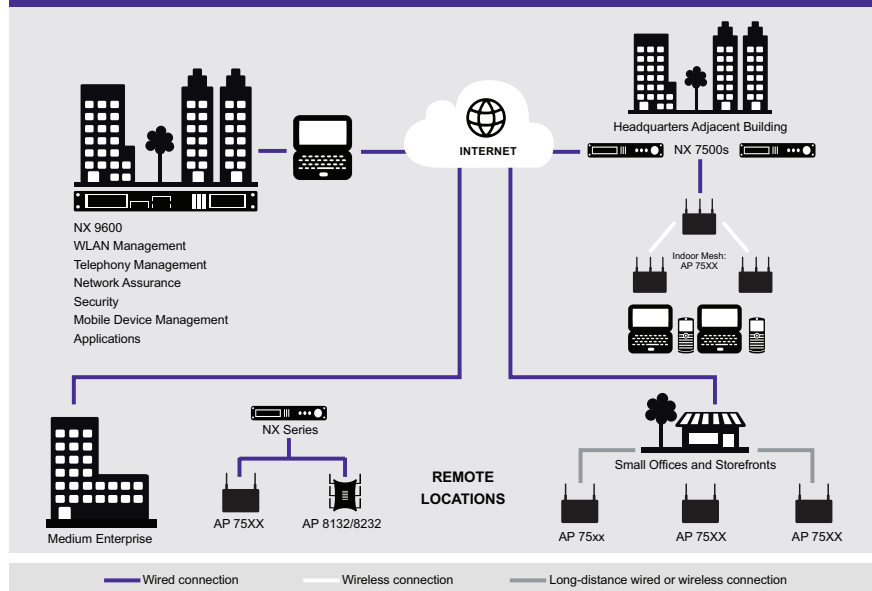 INTERNET
Headquarters Adjacent Building
NX 7500s
Indoor Mesh:
AP 75XX
NX 9600
WLAN Management
Telephony Management
Network Assurance
Security
Mobile Device Management
Applications
NX Series
AP 75XX
AP 8132/8232
Medium Enterprise
REMOTE
LOCATIONS
Small Offices and Storefronts
AP 75xx
AP 75XX
AP 75XX
Wired connection
Wireless connection
Long-distance wired or wireless connection